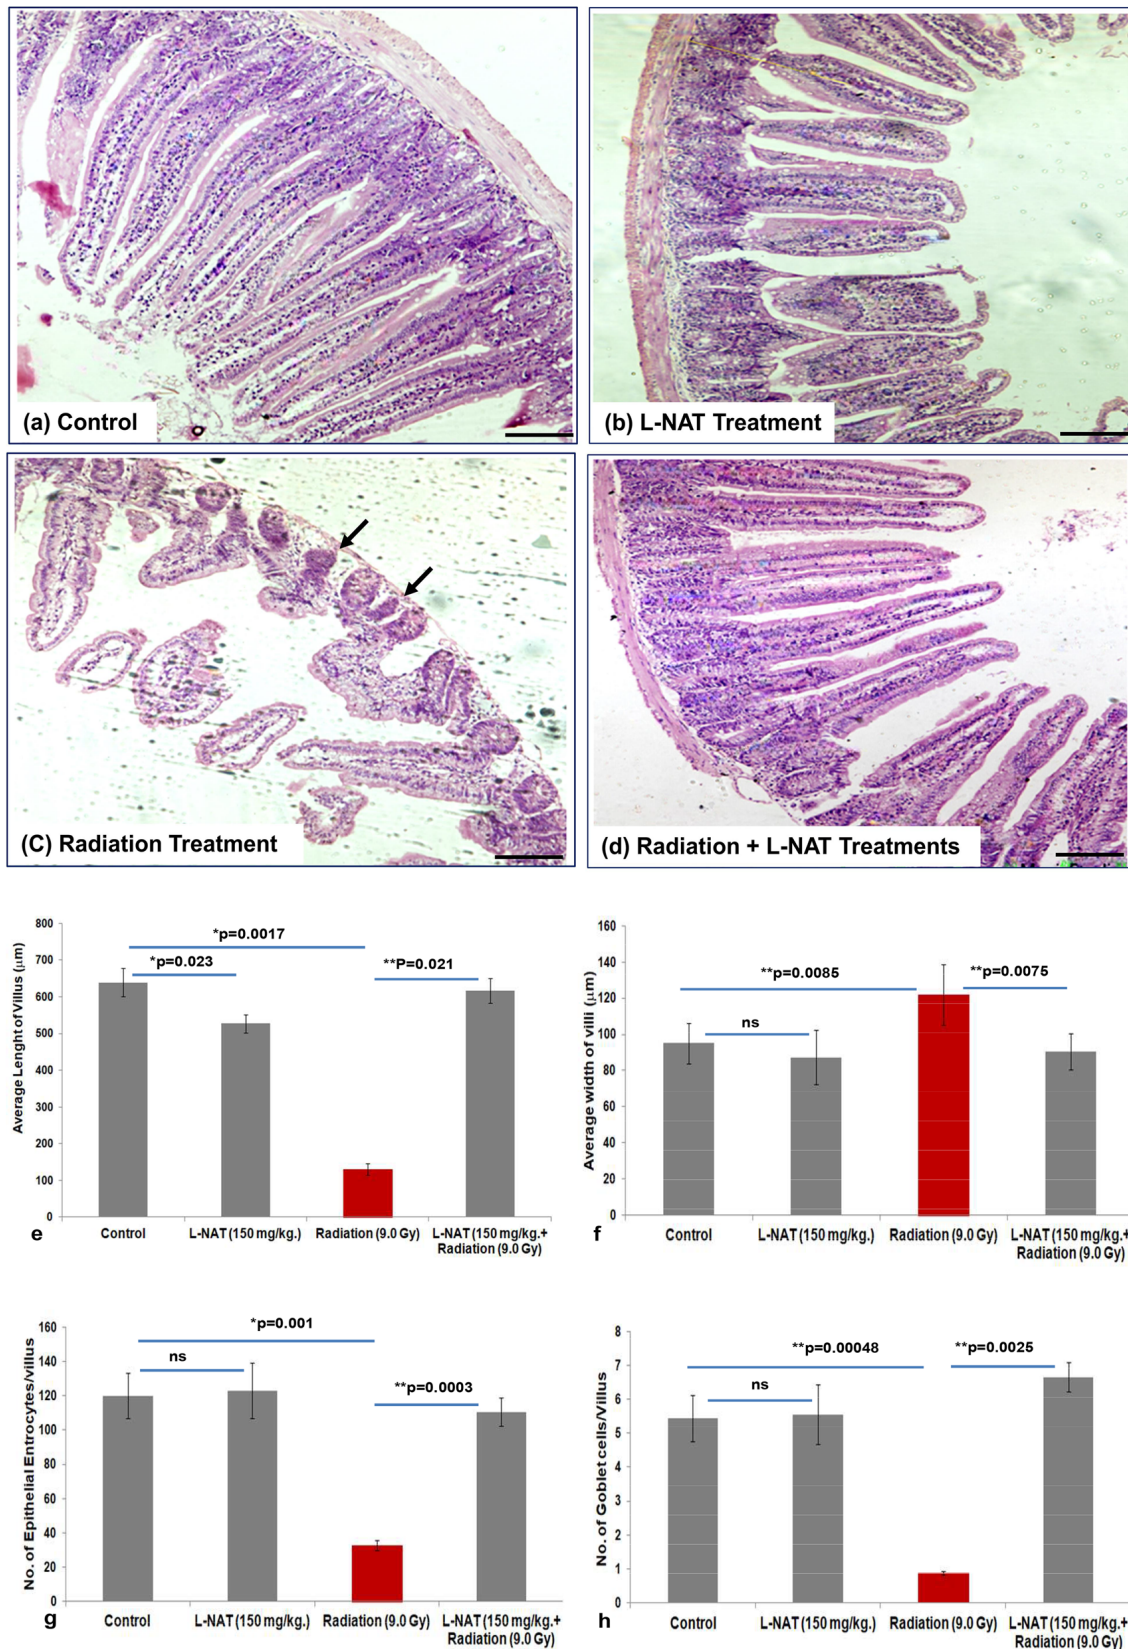 (a) Control
(b) L-NAT Treatment
(C) Radiation Treatment
(d) Radiation + L-NAT Treatments
Average Lenght of Villus (µm)
800
700
600
500
400
300
200
100
0
*p=0.0017
*p=0.023
**P=0.021
Control
L-NAT (150 mg/kg.)
Radiation (9.0 Gy)
L-NAT (150 mg/kg.+
Radiation (9.0 Gy)
e
Average width of villi (µm)
160
140
120
100
80
60
40
20
0
**p=0.0085
**p=0.0075
ns
Control
L-NAT (150 mg/kg.)
Radiation (9.0 Gy)
L-NAT (150 mg/kg.+
Radiation (9.0 Gy)
f
No. of Epithelial Entrocytes/villus
160
140
120
100
80
60
40
20
0
*p=0.001
ns
**p=0.0003
Control
L-NAT (150 mg/kg.)
Radiation (9.0 Gy)
L-NAT (150 mg/kg.+
Radiation (9.0 Gy)
g
No. of Goblet cells/Villus
8
7
6
5
4
3
2
1
0
**p=0.00048
**p=0.0025
ns
Control
L-NAT (150 mg/kg.)
Radiation (9.0 Gy)
L-NAT (150 mg/kg.+
Radiation (9.0 Gy)
h